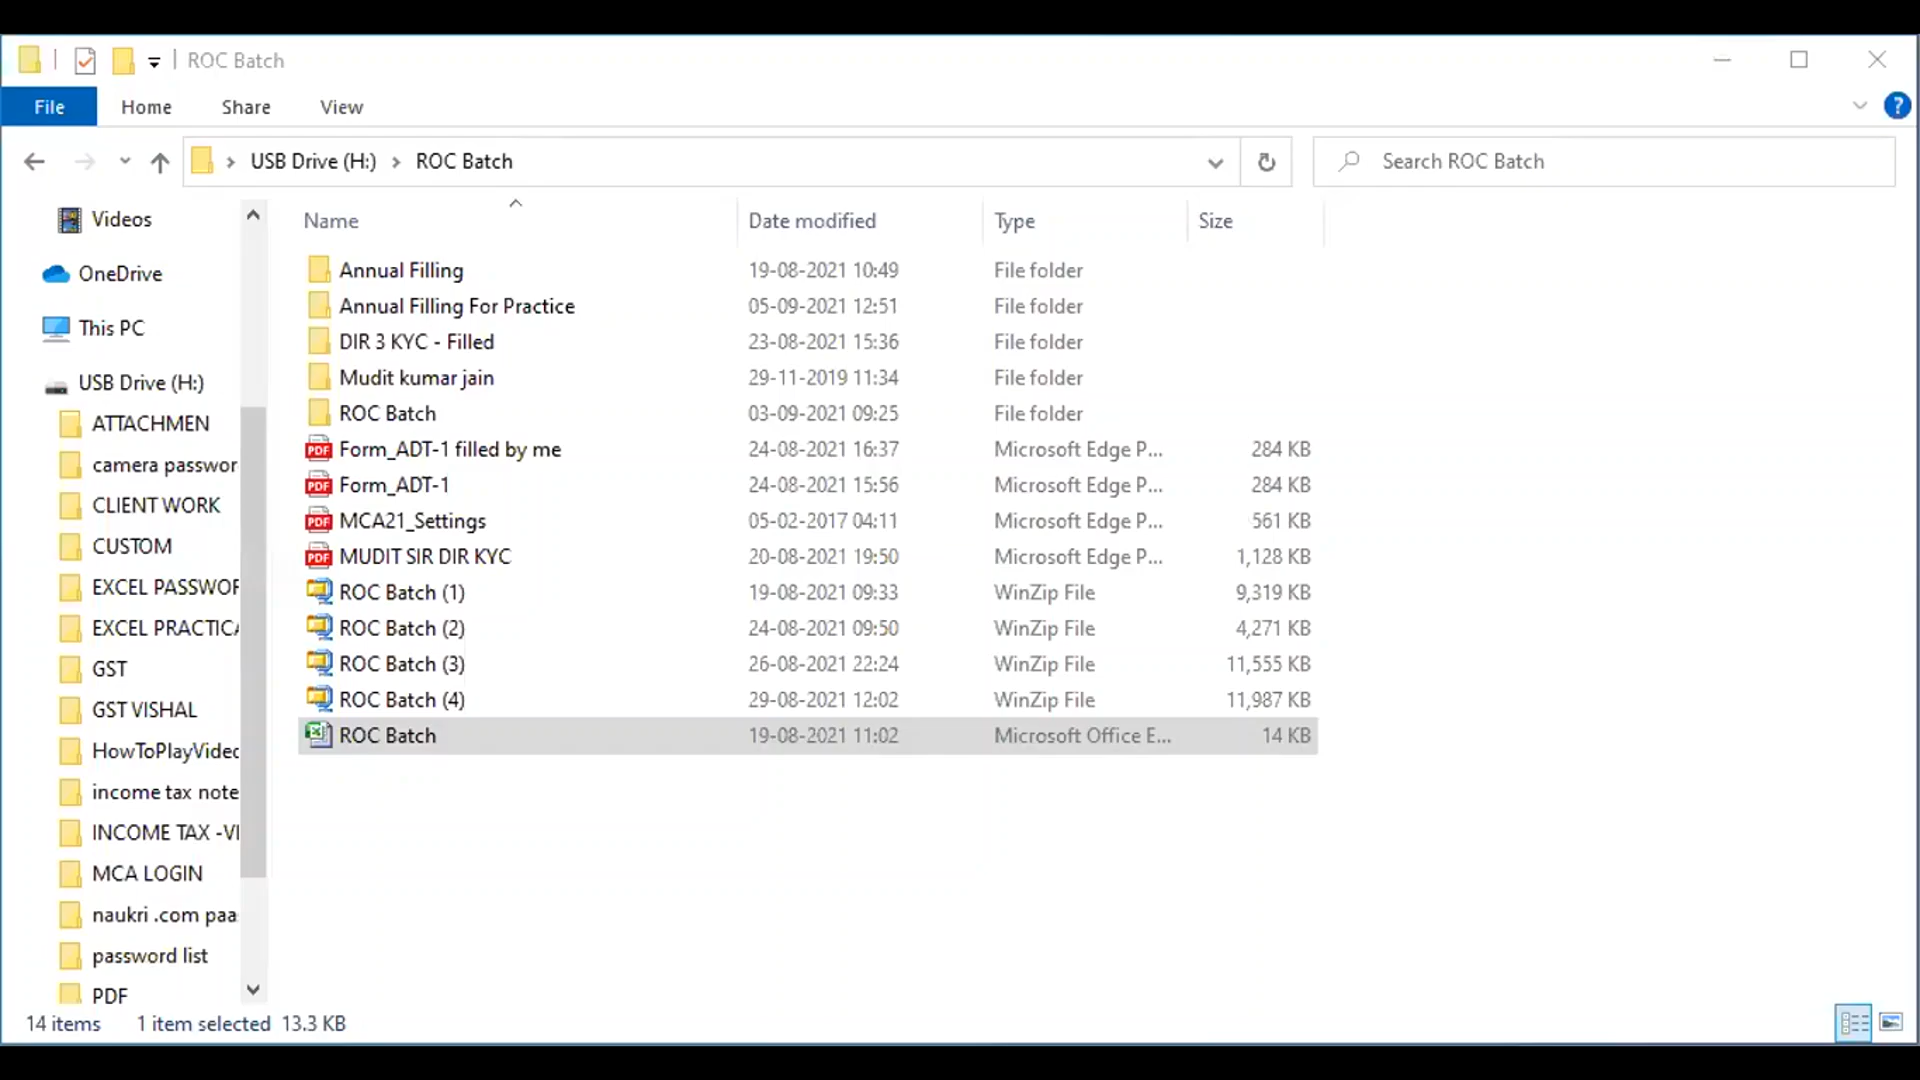 ROC Batch
File Home Share View ?
USB Drive (H:) ROC Batch Search ROC Batch
Name Date modified Type Size
Videos
OneDrive
This PC
USB Drive (H:)
ATTACHMEN
camera passwor
CLIENT WORK
CUSTOM
EXCEL PASSWOR
EXCEL PRACTICA
GST
GST VISHAL
HowToPlayVidec
income tax note
INCOME TAX -VI
MCA LOGIN
naukri .com paa
password list
PDF
Annual Filling 19-08-2021 10:49 File folder
Annual Filling For Practice 05-09-2021 12:51 File folder
DIR 3 KYC - Filled 23-08-2021 15:36 File folder
Mudit kumar jain 29-11-2019 11:34 File folder
ROC Batch 03-09-2021 09:25 File folder
PDF Form_ADT-1 filled by me 24-08-2021 16:37 Microsoft Edge P... 284 KB
PDF Form_ADT-1 24-08-2021 15:56 Microsoft Edge P... 284 KB
PDF MCA21_Settings 05-02-2017 04:11 Microsoft Edge P... 561 KB
PDF MUDIT SIR DIR KYC 20-08-2021 19:50 Microsoft Edge P... 1,128 KB
ROC Batch (1) 19-08-2021 09:33 WinZip File 9,319 KB
ROC Batch (2) 24-08-2021 09:50 WinZip File 4,271 KB
ROC Batch (3) 26-08-2021 22:24 WinZip File 11,555 KB
ROC Batch (4) 29-08-2021 12:02 WinZip File 11,987 KB
ROC Batch 19-08-2021 11:02 Microsoft Office E... 14 KB
14 items 1 item selected 13.3 KB